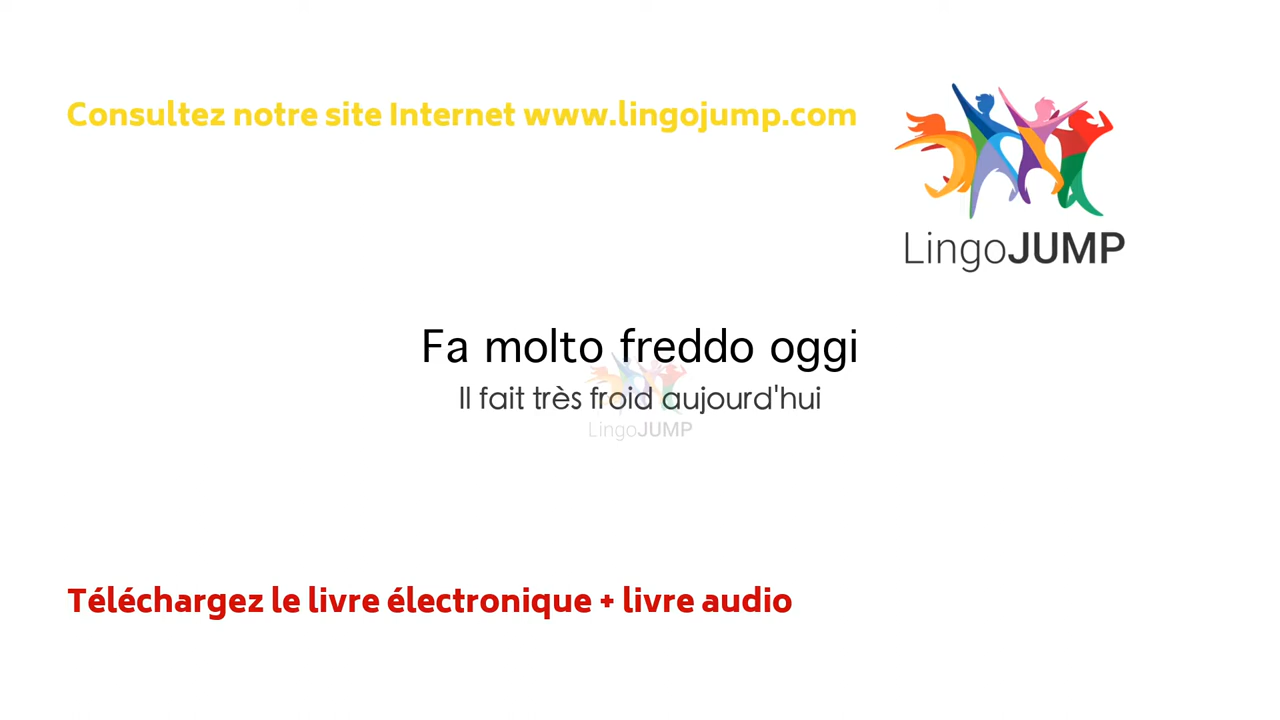 Consultez notre site Internet www.lingojump.com
LingoJUMP
Fa molto freddo oggi
Il fait très froid aujourd'hui
LingoJUMP
Téléchargez le livre électronique + livre audio